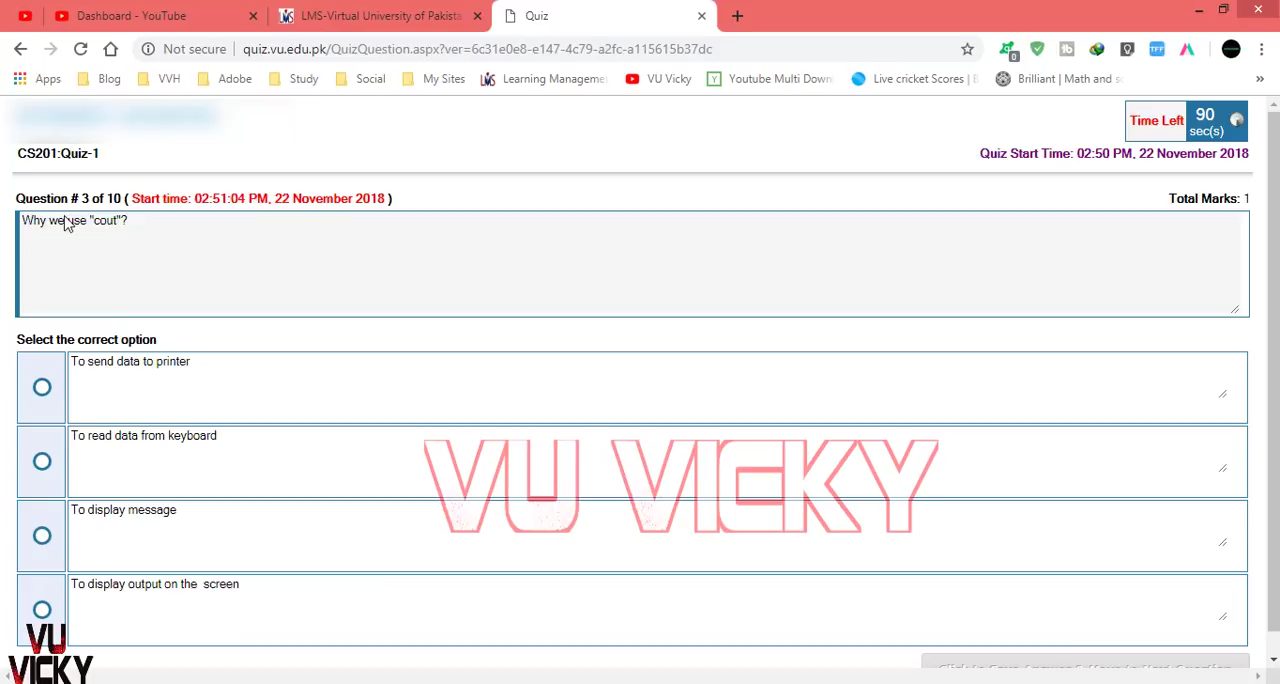 Dashboard - YouTube
LMS-Virtual University of Pakista
Quiz
Not secure
quiz.vu.edu.pk/QuizQuestion.aspx?ver=6c31e0e8-e147-4c79-a2fc-a115615b37dc
0
TFF
Apps Blog VVH Adobe Study Social My Sites Learning Manageme VU Vicky Youtube Multi Down Live cricket Scores | B Brilliant | Math and sc »
Time Left 90 sec(s)
CS201:Quiz-1
Quiz Start Time: 02:50 PM, 22 November 2018
Question # 3 of 10 ( Start time: 02:51:04 PM, 22 November 2018 )
Total Marks: 1
Why we use "cout"?
Select the correct option
To send data to printer
To read data from keyboard
VU VICKY
To display message
To display output on the screen
VU
VICKY